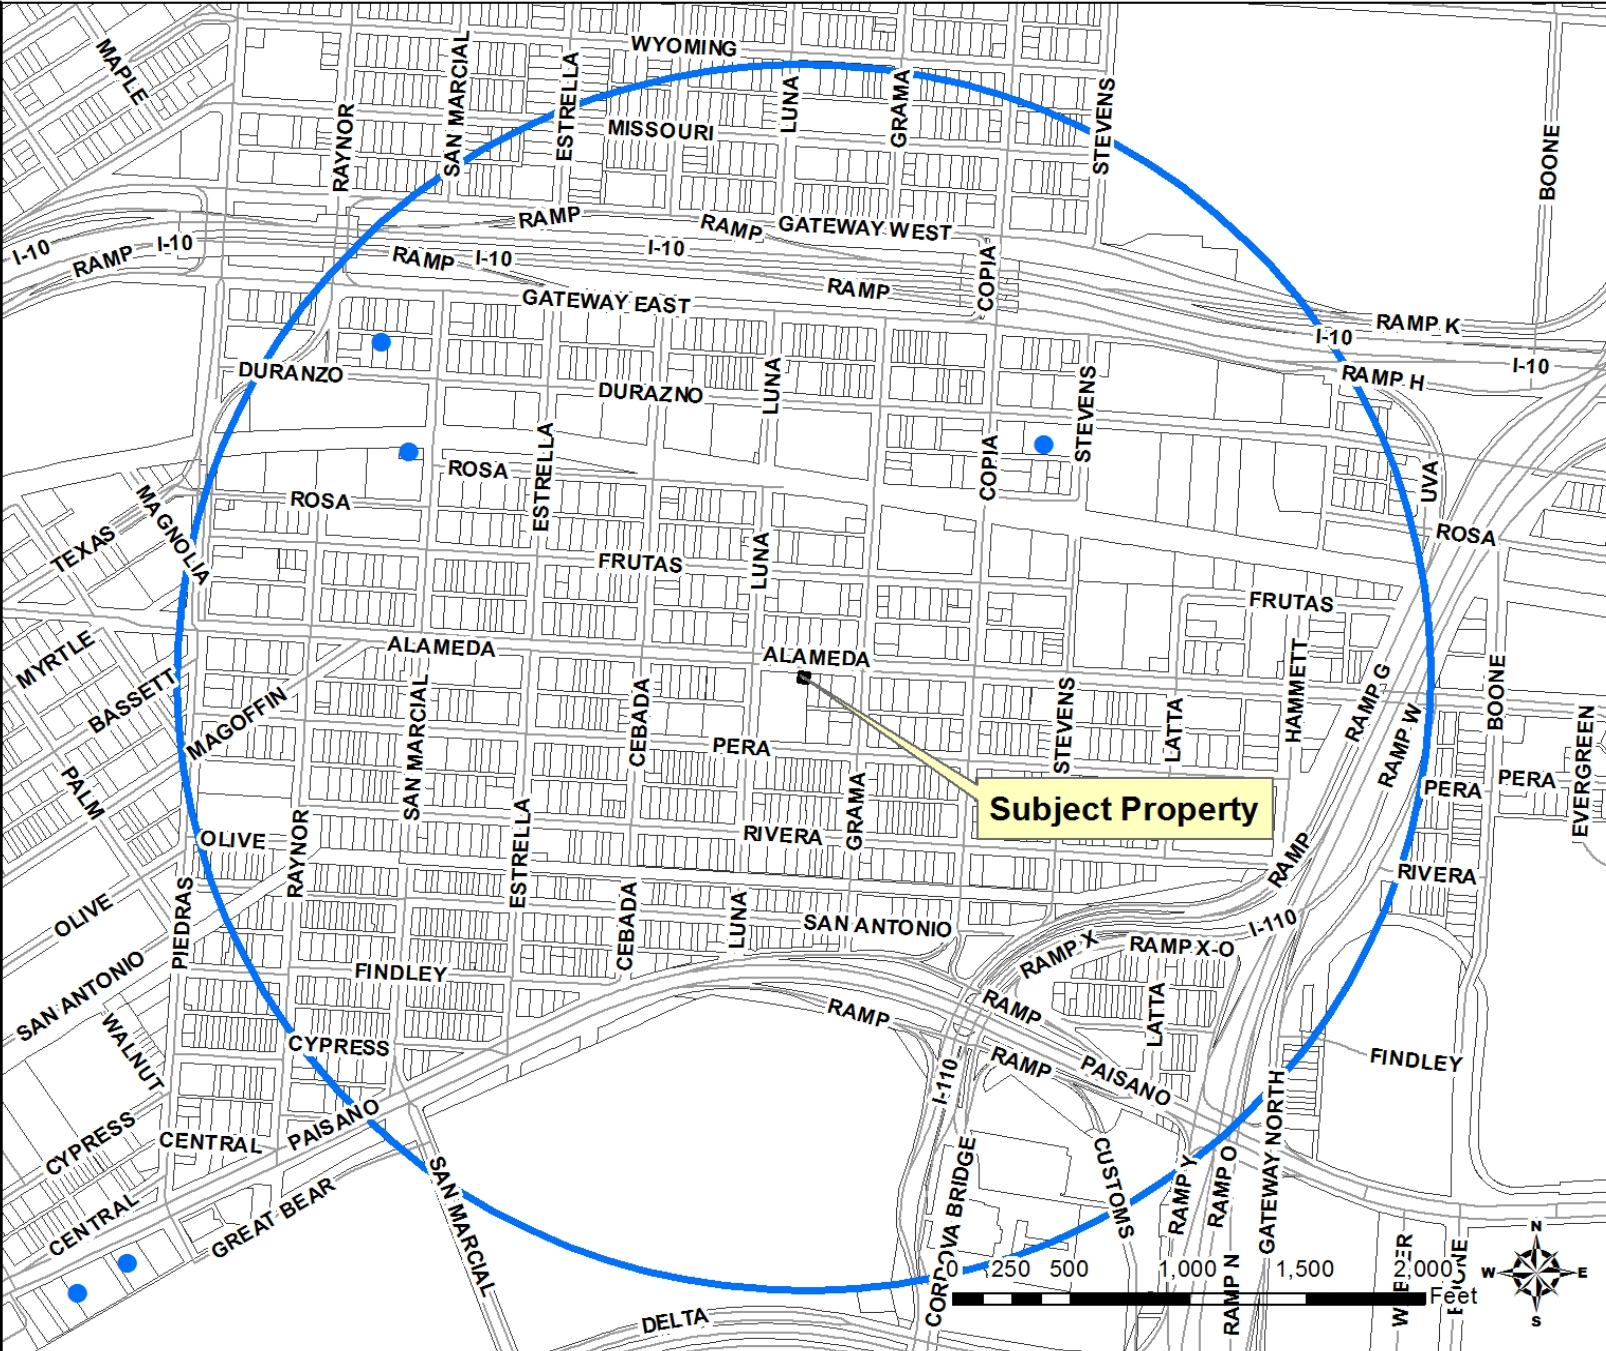 WYOMING
MAPLE
SAN MARCIAL
ESTRELLA
LUNA
GRAMA
STEVENS
RAYNOR
MISSOURI
BOONE
RAMP
RAMP
GATEWAY WEST
I-10
I-10
I-10
RAMP
RAMP
I-10
COPIA
RAMP
GATEWAY EAST
RAMP K
I-10
I-10
RAMP H
DURANZO
DURAZNO
LUNA
STEVENS
ESTRELLA
COPIA
ROSA
ROSA
UVA
MAGNOLIA
TEXAS
ROSA
LUNA
FRUTAS
FRUTAS
ALAMEDA
ALAMEDA
MYRTLE
BASSETT
MAGOFFIN
SAN MARCIAL
CEBADA
STEVENS
LATTA
HAMMETT
RAMP G
RAMP W
BOONE
EVERGREEN
PERA
PERA
PERA
PALM
Subject Property
GRAMA
OLIVE
RAYNOR
ESTRELLA
RIVERA
RAMP
RIVERA
OLIVE
PIEDRAS
CEBADA
LUNA
SAN ANTONIO
I-110
RAMP X
RAMP X-O
SAN ANTONIO
FINDLEY
RAMP
RAMP
LATTA
WALNUT
CYPRESS
RAMP
PAISANO
FINDLEY
I-110
GATEWAY NORTH
CYPRESS
CENTRAL
PAISANO
CENTRAL
GREAT BEAR
SAN MARCIAL
CORDOVA BRIDGE
CUSTOMS
RAMP Y
RAMP O
RAMP N
DELTA
0 250 500 1,000 1,500 2,000
Feet
N
W E
S